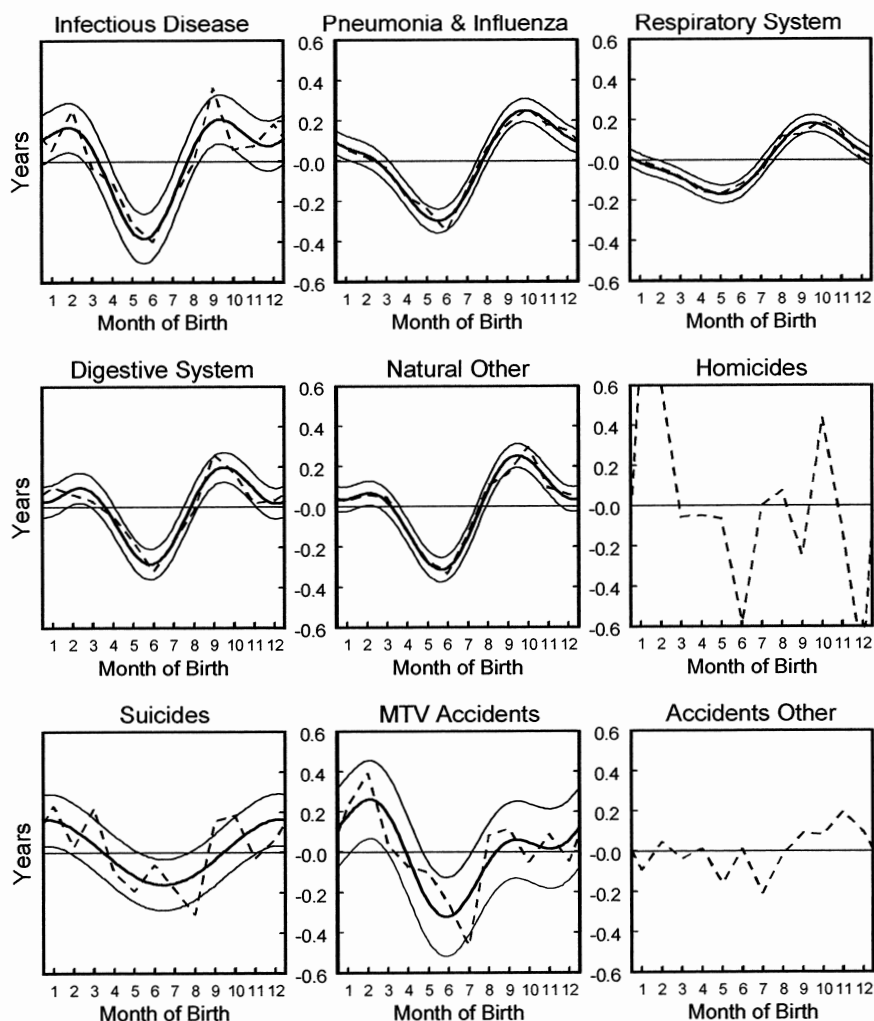 Infectious Disease Pneumonia & Influenza Respiratory System
0.6 0.6
0.4 0.4
0.2 0.2
Years
-0.0 -0.0
-0.2 -0.2
-0.4 -0.4
-0.6 -0.6
1 2 3 4 5 6 7 8 9 10 11 12 1 2 3 4 5 6 7 8 9 10 11 12 1 2 3 4 5 6 7 8 9 10 11 12
Month of Birth Month of Birth Month of Birth
Digestive System Natural Other Homicides
0.6 0.6
0.4 0.4
0.2 0.2
Years
-0.0 -0.0
-0.2 -0.2
-0.4 -0.4
-0.6 -0.6
1 2 3 4 5 6 7 8 9 10 11 12 1 2 3 4 5 6 7 8 9 10 11 12 1 2 3 4 5 6 7 8 9 10 11 12
Month of Birth Month of Birth Month of Birth
Suicides MTV Accidents Accidents Other
0.6 0.6
0.4 0.4
0.2 0.2
Years
-0.0 -0.0
-0.2 -0.2
-0.4 -0.4
-0.6 -0.6
1 2 3 4 5 6 7 8 9 10 11 12 1 2 3 4 5 6 7 8 9 10 11 12 1 2 3 4 5 6 7 8 9 10 11 12
Month of Birth Month of Birth Month of Birth